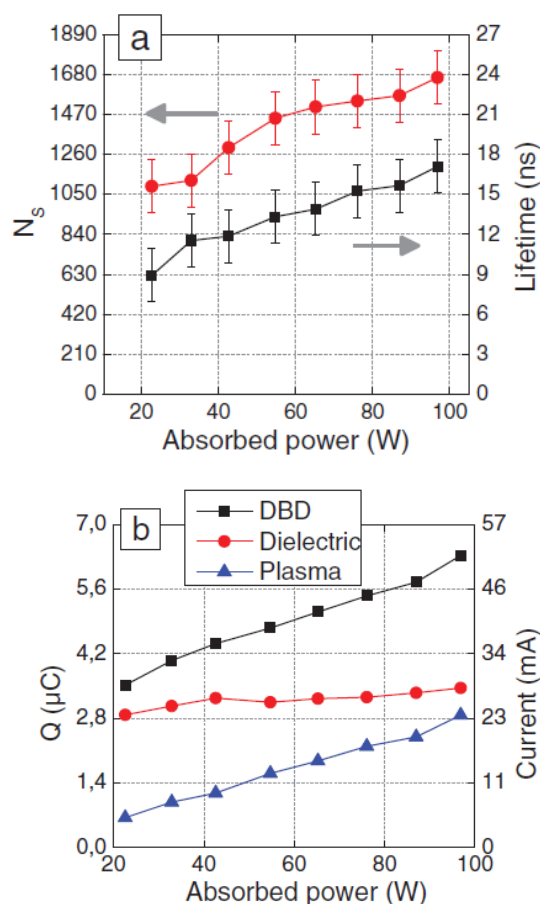 a
1890
1680
1470
1260
1050
840
630
420
210
0
N_S
27
24
21
18
15
12
9
6
3
0
Lifetime (ns)
20 40 60 80 100
Absorbed power (W)
b
DBD
Dielectric
Plasma
7,0
5,6
4,2
2,8
1,4
0,0
Q (µC)
57
46
34
23
11
0
Current (mA)
20 40 60 80 100
Absorbed power (W)